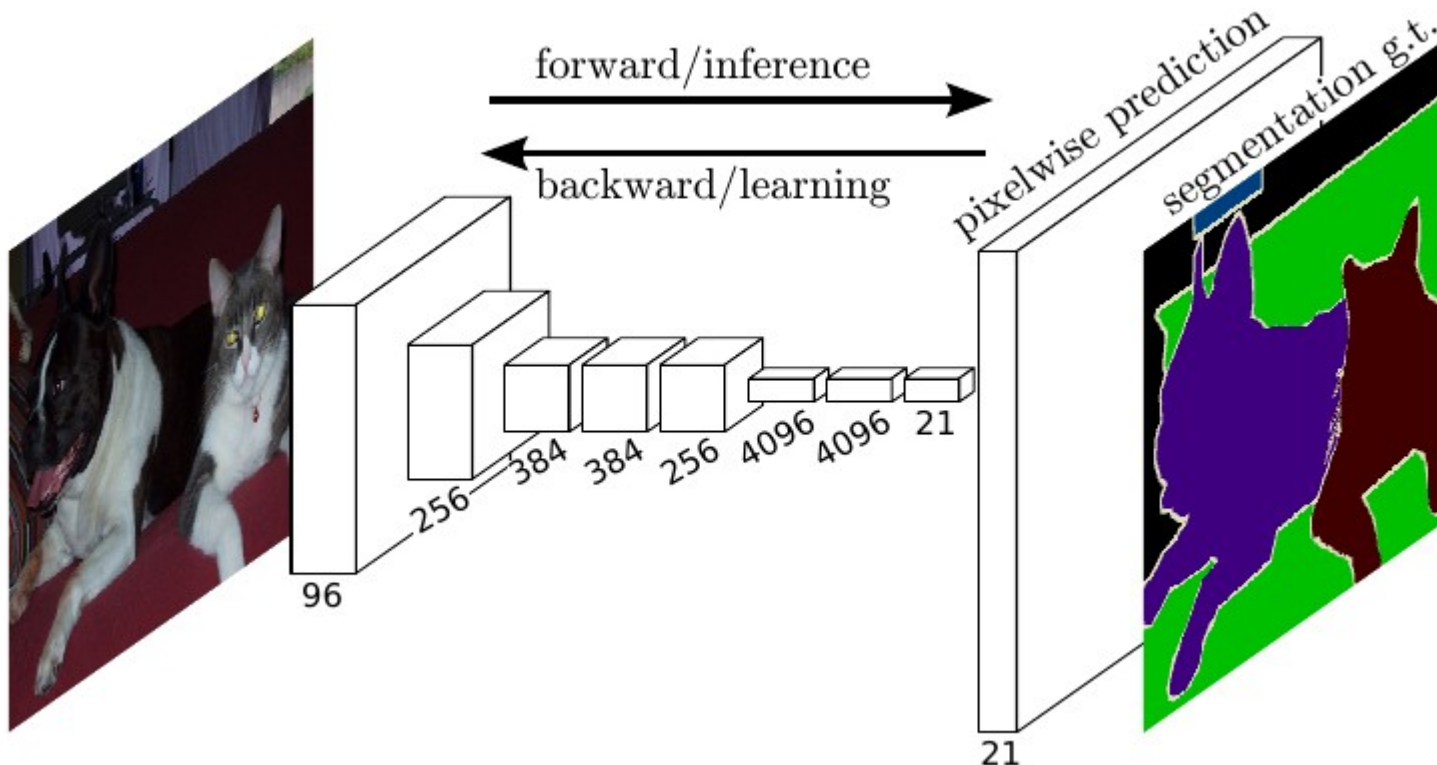 forward/inference
backward/learning
pixelwise prediction
segmentation g.t.
96
256
384
384
256
4096
4096
21
21